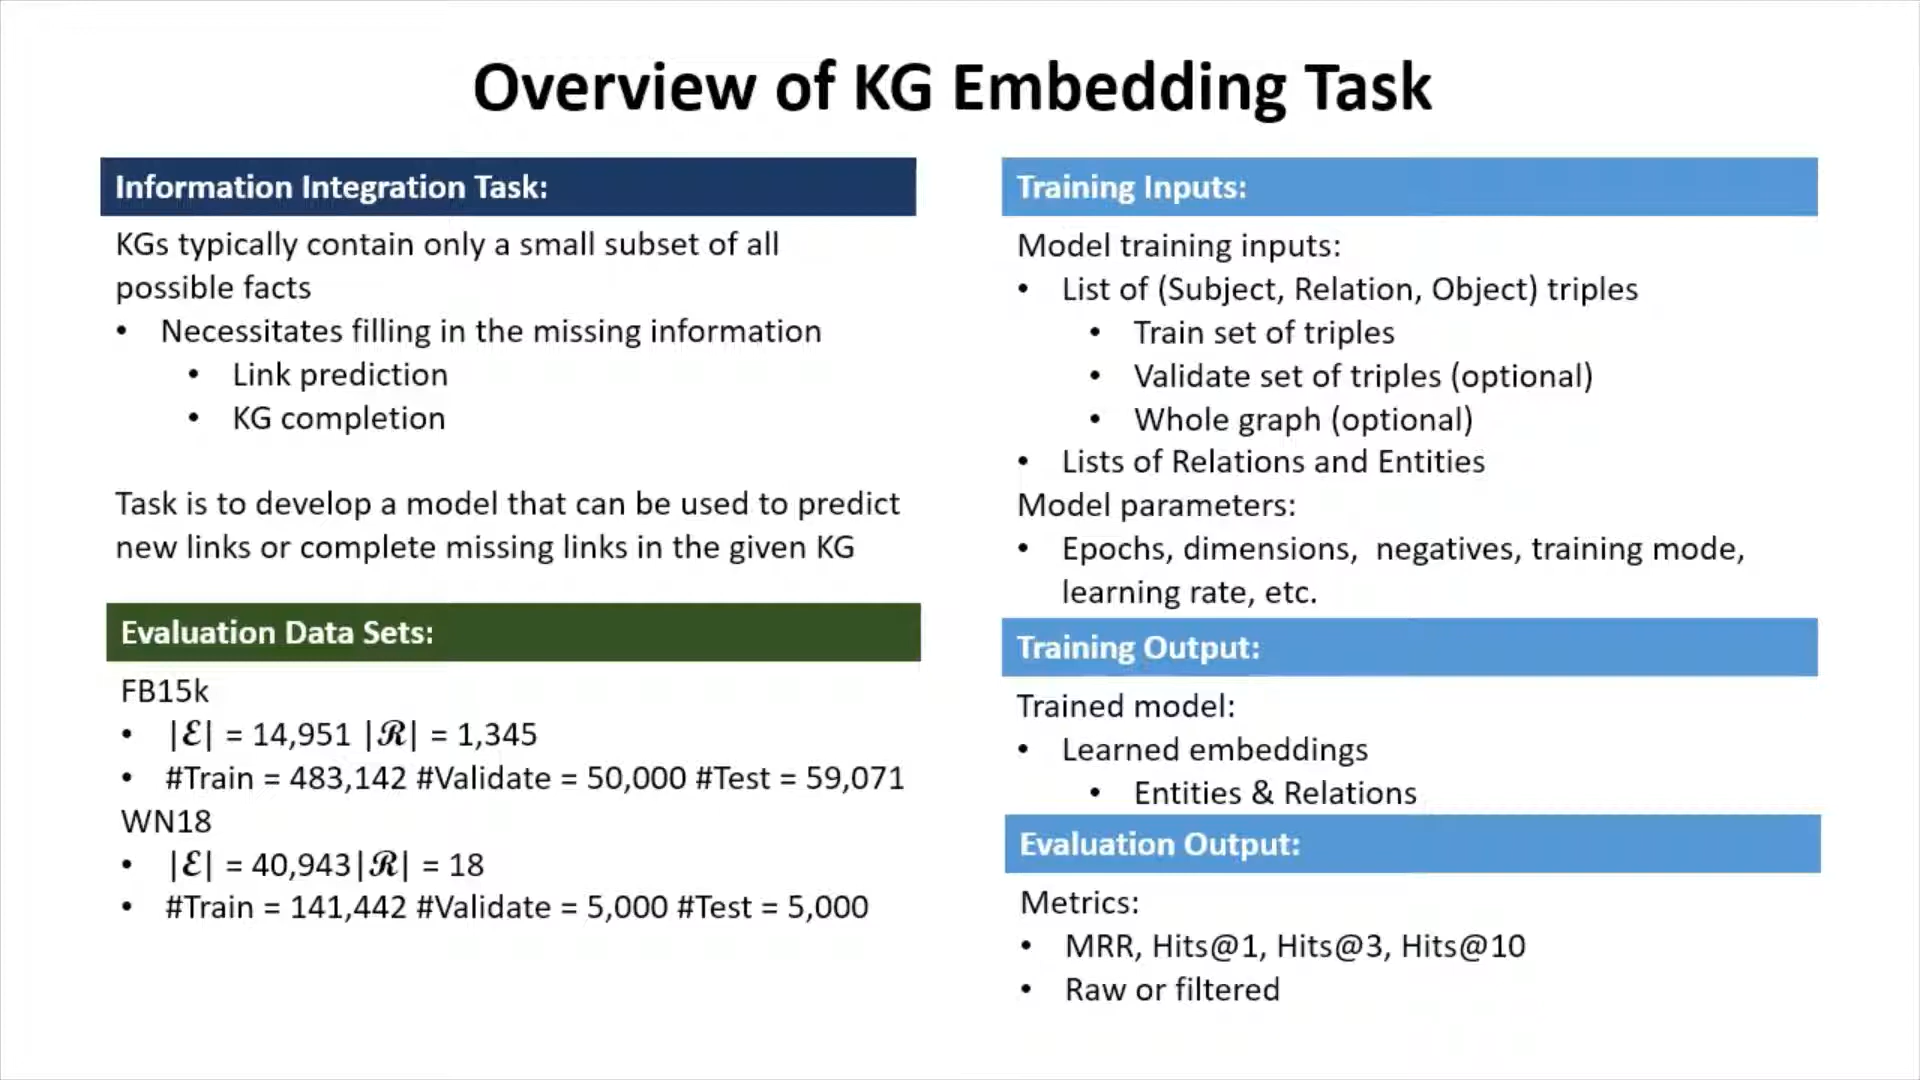 Overview of KG Embedding Task
Information Integration Task:
KGs typically contain only a small subset of all
possible facts
• Necessitates filling in the missing information
• Link prediction
• KG completion
Task is to develop a model that can be used to predict
new links or complete missing links in the given KG
Evaluation Data Sets:
FB15k
• |ℰ| = 14,951 |ℛ| = 1,345
• #Train = 483,142 #Validate = 50,000 #Test = 59,071
WN18
• |ℰ| = 40,943|ℛ| = 18
• #Train = 141,442 #Validate = 5,000 #Test = 5,000
Training Inputs:
Model training inputs:
• List of (Subject, Relation, Object) triples
• Train set of triples
• Validate set of triples (optional)
• Whole graph (optional)
• Lists of Relations and Entities
Model parameters:
• Epochs, dimensions, negatives, training mode,
learning rate, etc.
Training Output:
Trained model:
• Learned embeddings
• Entities & Relations
Evaluation Output:
Metrics:
• MRR, Hits@1, Hits@3, Hits@10
• Raw or filtered